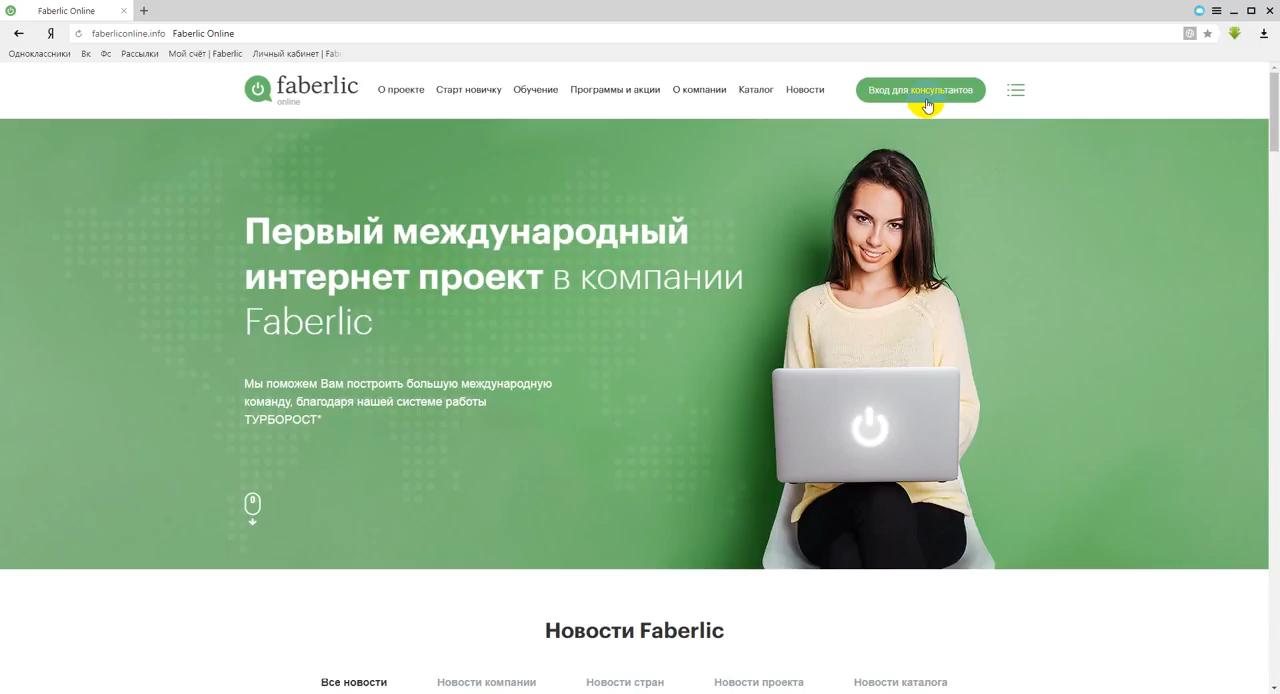 Faberlic Online
faberliconline.info Faberlic Online
Одноклассники Вк Фс Рассылки Мой счёт | Faberlic Личный кабинет | Fab
faberlic
online
О проекте Старт новичку Обучение Программы и акции О компании Каталог Новости Вход для консультантов
Первый международный
интернет проект в компании
Faberlic
Мы поможем Вам построить большую международную
команду, благодаря нашей системе работы
ТУРБОРОСТ*
Новости Faberlic
Все новости Новости компании Новости стран Новости проекта Новости каталога